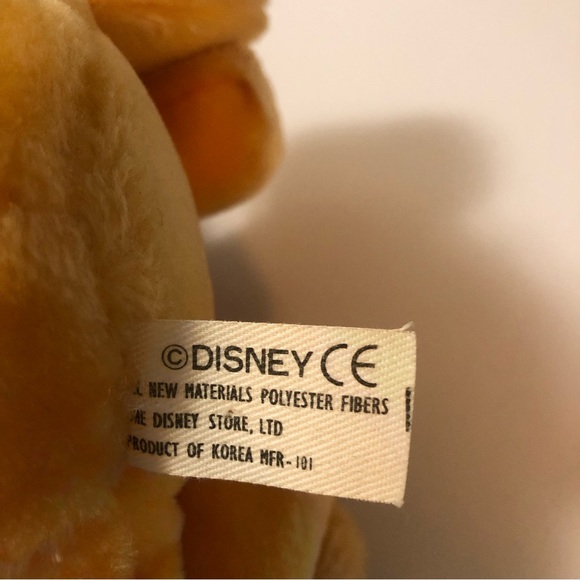 ©DISNEY CE
NEW MATERIALS POLYESTER FIBERS
DISNEY STORE, LTD
PRODUCT OF KOREA MFR-101